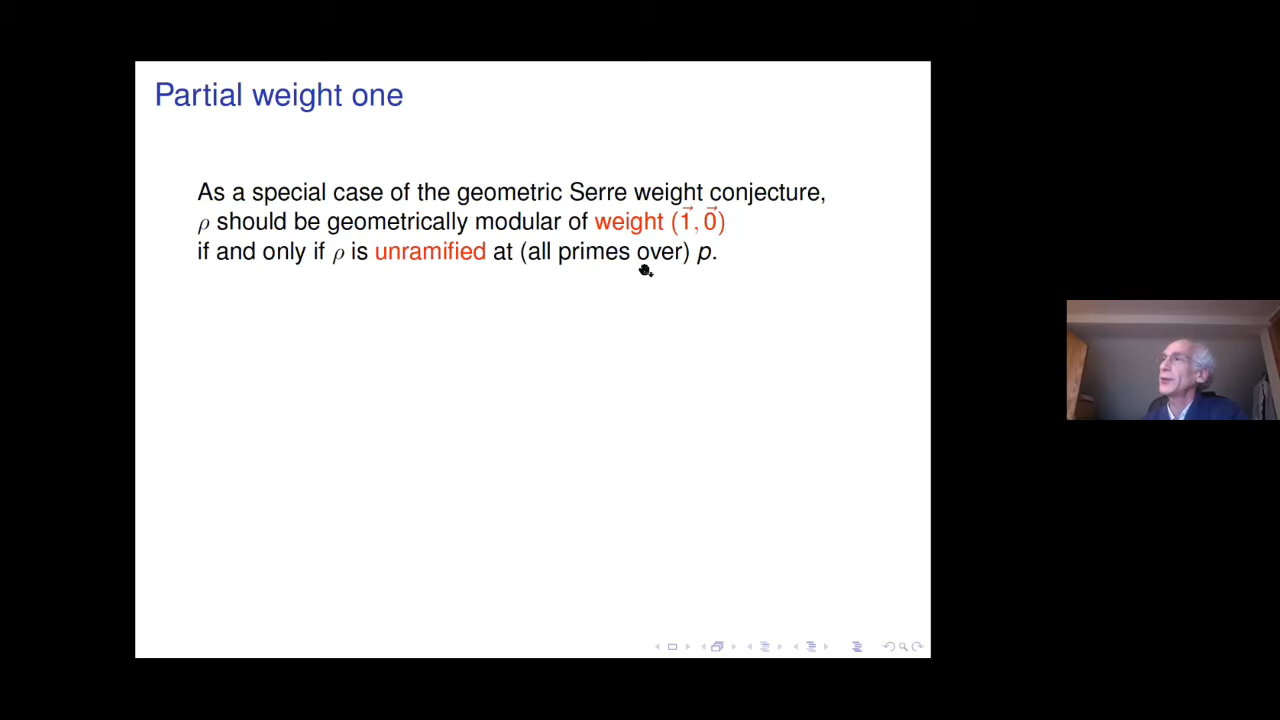 Partial weight one
As a special case of the geometric Serre weight conjecture,
ρ should be geometrically modular of weight (1⃗, 0⃗)
if and only if ρ is unramified at (all primes over) p.